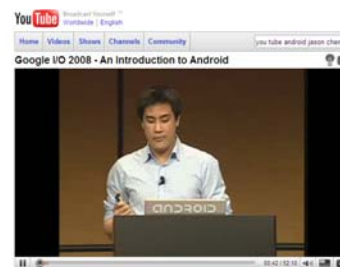 You Tube Broadcast Yourself ™
Worldwide | English
Home Videos Shows Channels Community
you tube android jason chen
Google I/O 2008 - An Introduction to Android
ANDROID